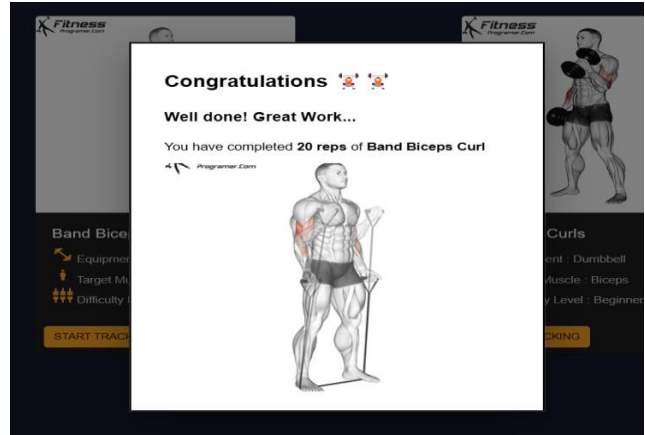 Fitness
Programer.Com
Fitness
Programer.Com
Congratulations
Well done! Great Work...
You have completed 20 reps of Band Biceps Curl
Programer.Com
Band Bice
Curls
Equipmen
ent : Dumbbell
Target Mu
Muscle : Biceps
Difficulty
y Level : Beginner
START TRACK
CKING